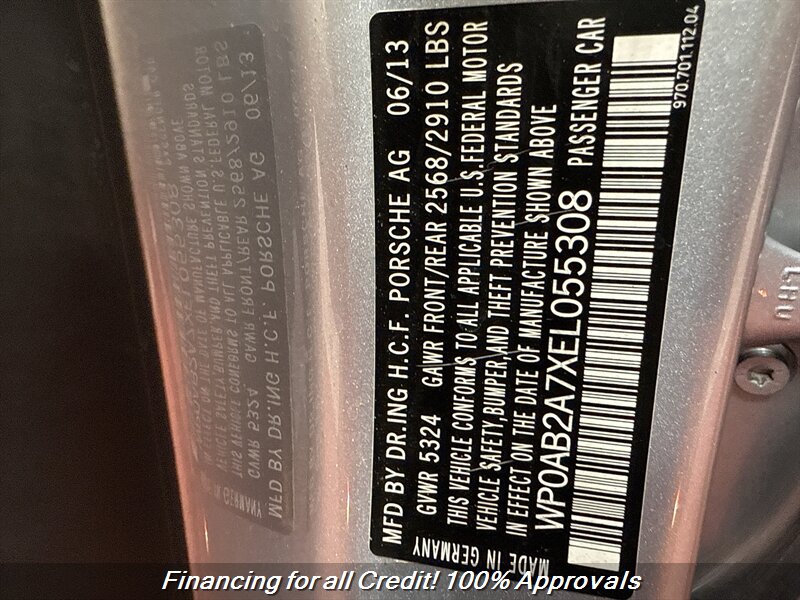 MFD BY DR.ING H.C.F. PORSCHE AG 06/13
GVWR 5324 GAWR FRONT/REAR 2568/2910 LBS
THIS VEHICLE CONFORMS TO ALL APPLICABLE U.S.FEDERAL MOTOR
VEHICLE SAFETY,BUMPER,AND THEFT PREVENTION STANDARDS
IN EFFECT ON THE DATE OF MANUFACTURE SHOWN ABOVE
WP0AB2A7XEL055308 PASSENGER CAR
MADE IN GERMANY
970.701.112.04
Financing for all Credit! 100% Approvals